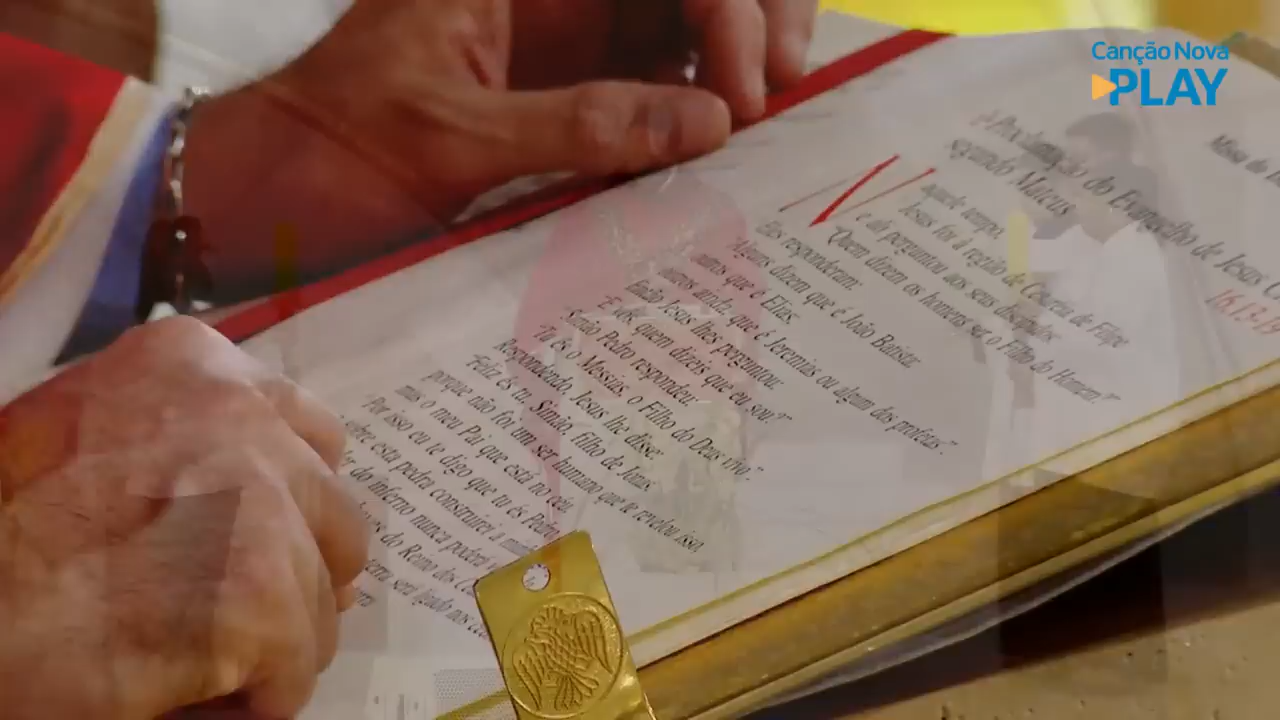 Canção Nova
PLAY
Missa do
Proclamação do Evangelho de Jesus C
segundo Mateus
16,13-19
Naquele tempo,
Jesus foi à região de Cesareia de Filipe
e ali perguntou aos seus discípulos:
"Quem dizem os homens ser o Filho do Homem?"
Eles responderam:
"Alguns dizem que é João Batista;
outros que é Elias;
outros ainda, que é Jeremias ou algum dos profetas".
Então Jesus lhes perguntou:
"E vós, quem dizeis que eu sou?"
Simão Pedro respondeu:
"Tu és o Messias, o Filho do Deus vivo".
Respondendo, Jesus lhe disse:
"Feliz és tu, Simão, filho de Jonas,
porque não foi um ser humano que te revelou isso,
mas o meu Pai que está no céu.
Por isso eu te digo que tu és Pedro,
sobre esta pedra construirei a
do inferno nunca poderá
do Reino dos
terra será ligado nos